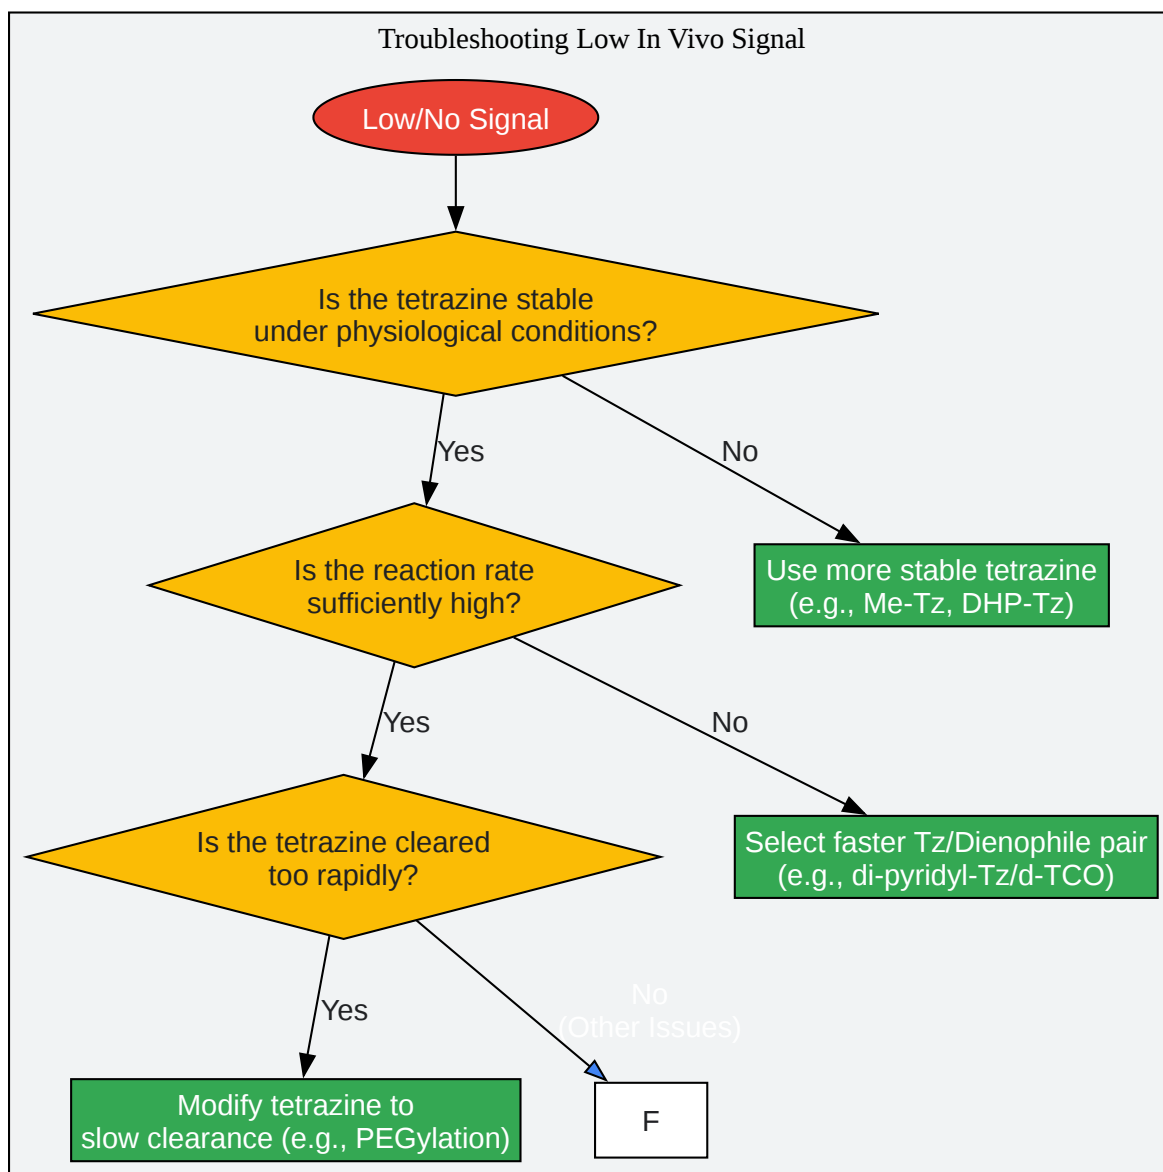 Troubleshooting Low In Vivo Signal
Low/No Signal
Is the tetrazine stable
under physiological conditions?
Yes
No
Is the reaction rate
sufficiently high?
Use more stable tetrazine
(e.g., Me-Tz, DHP-Tz)
Yes
No
Is the tetrazine cleared
too rapidly?
Select faster Tz/Dienophile pair
(e.g., di-pyridyl-Tz/d-TCO)
Yes
No
(Other Issues)
Modify tetrazine to
slow clearance (e.g., PEGylation)
F